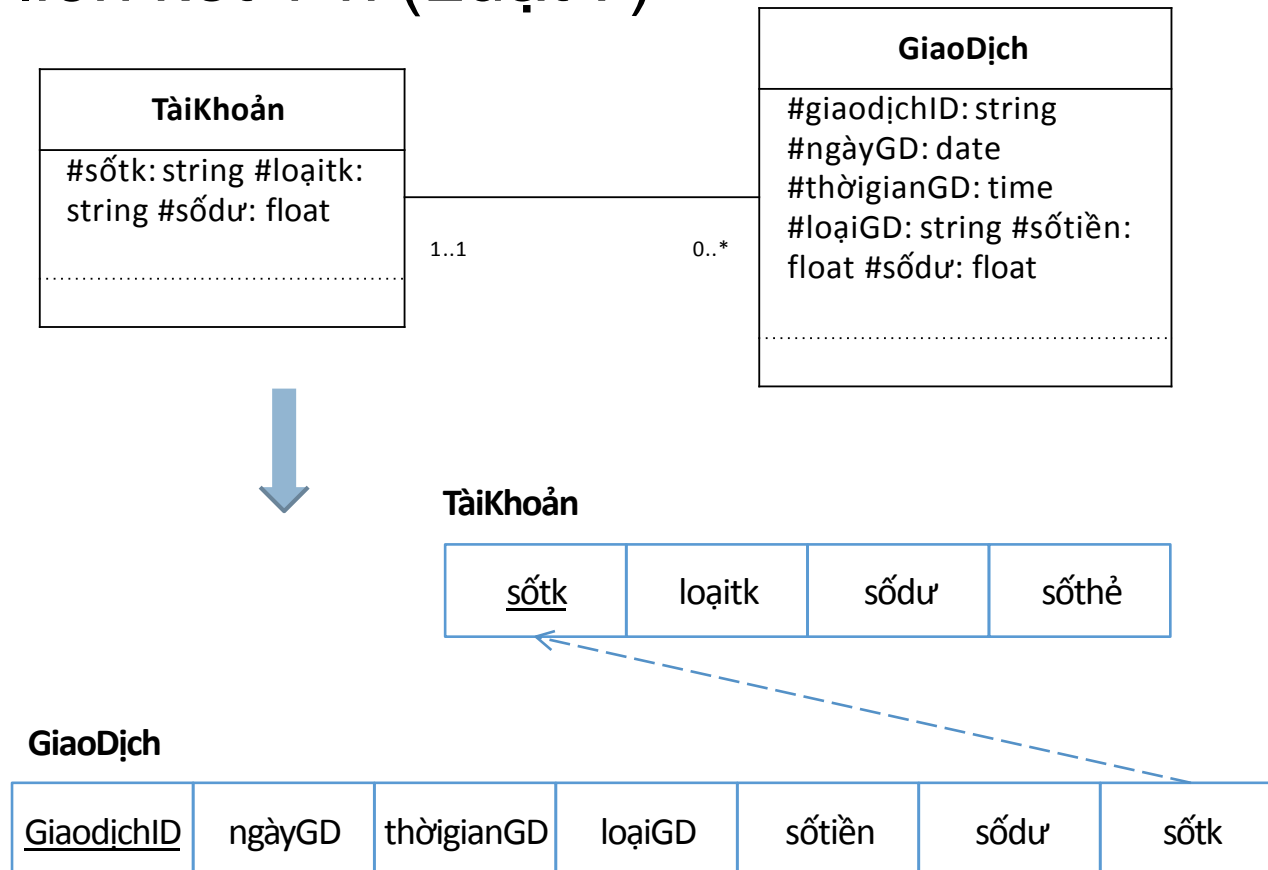 GiaoDịch
TàiKhoản
#sốtk: string #loạitk:
string #sốdư: float
#giaodịchID: string
#ngàyGD: date
#thờigianGD: time
#loạiGD: string #sốtiền:
float #sốdư: float
1..1
0..*
TàiKhoản
sốtk
loạitk
sốdư
sốthẻ
GiaoDịch
GiaodịchID
ngàyGD
thờigianGD
loạiGD
sốtiền
sốdư
sốtk